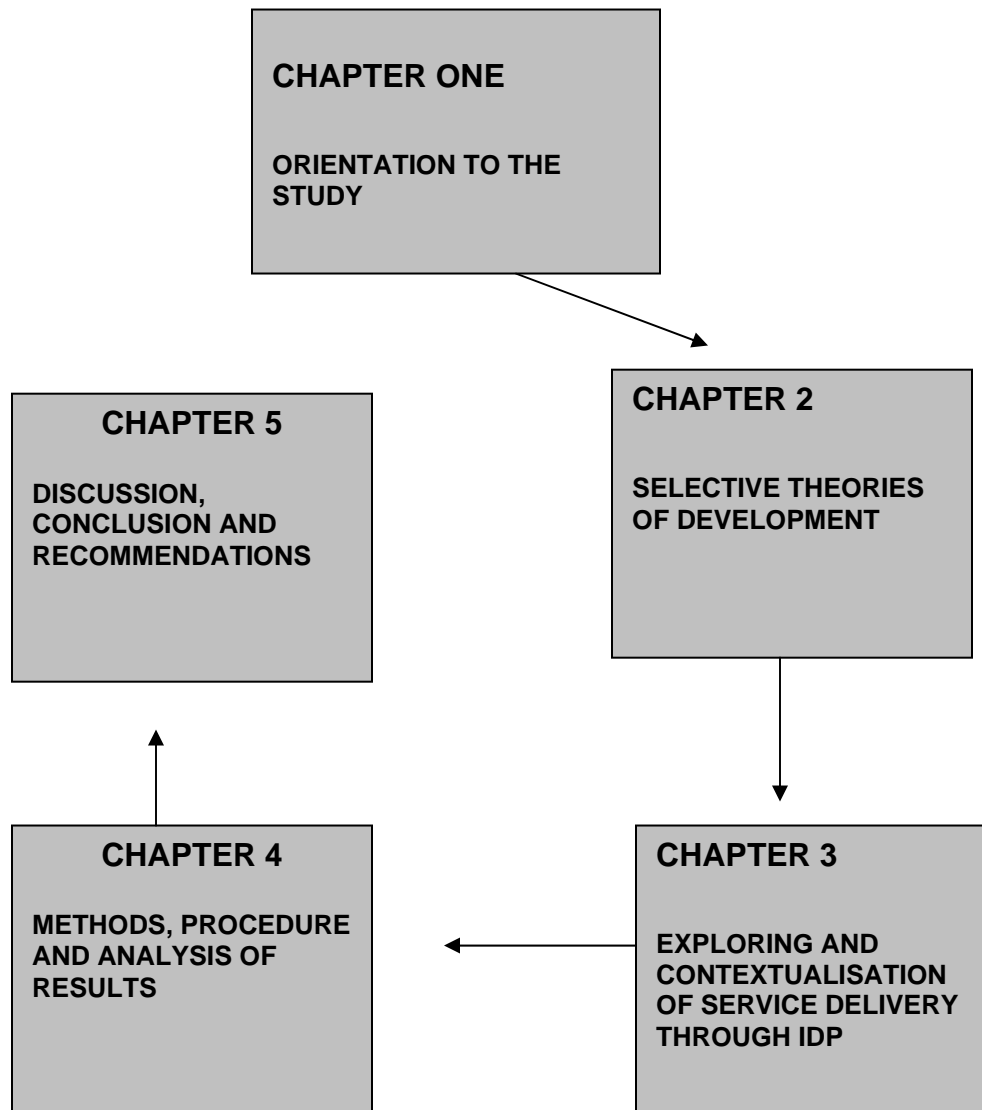 CHAPTER ONE
ORIENTATION TO THE
STUDY
CHAPTER 2
SELECTIVE THEORIES
OF DEVELOPMENT
CHAPTER 3
EXPLORING AND
CONTEXTUALISATION
OF SERVICE DELIVERY
THROUGH IDP
CHAPTER 4
METHODS, PROCEDURE
AND ANALYSIS OF
RESULTS
CHAPTER 5
DISCUSSION,
CONCLUSION AND
RECOMMENDATIONS